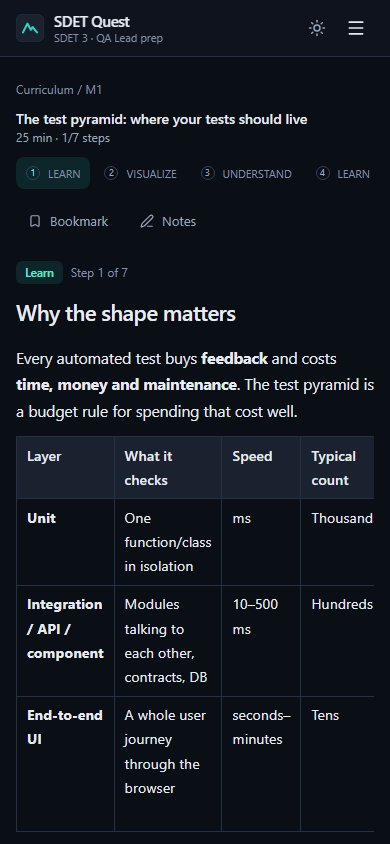 SDET Quest
SDET 3 · QA Lead prep
Curriculum / M1
The test pyramid: where your tests should live
25 min · 1/7 steps
1 LEARN 2 VISUALIZE 3 UNDERSTAND 4 LEARN
Bookmark Notes
Learn Step 1 of 7
Why the shape matters
Every automated test buys feedback and costs
time, money and maintenance. The test pyramid is
a budget rule for spending that cost well.
Layer What it Speed Typical
checks count
Unit One ms Thousand
function/class
in isolation
Integration Modules 10–500 Hundreds
/ API / talking to ms
component each other,
contracts, DB
End-to-end A whole user seconds– Tens
UI journey minutes
through the
browser